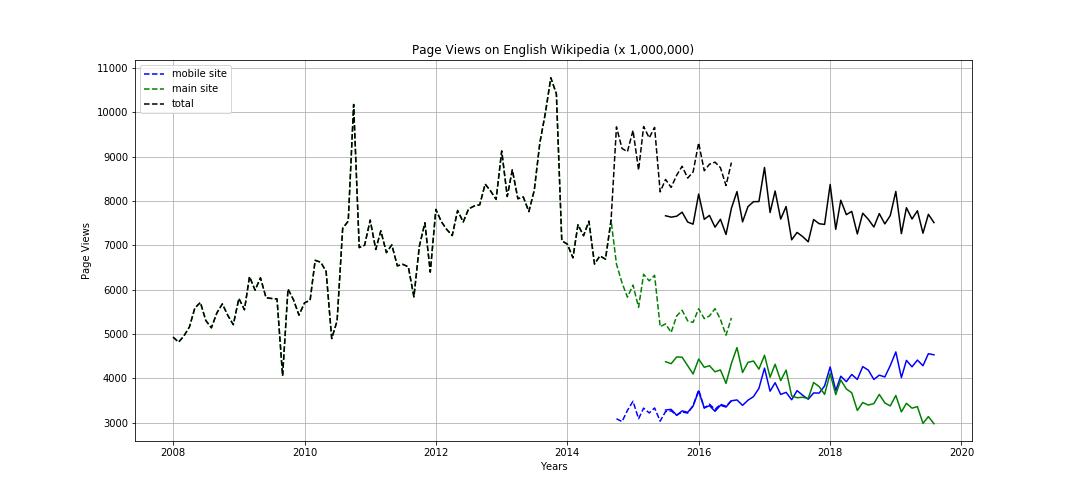 Page Views on English Wikipedia (x 1,000,000)
mobile site
main site
total
11000
10000
9000
8000
7000
6000
5000
4000
3000
Page Views
2008 2010 2012 2014 2016 2018 2020
Years